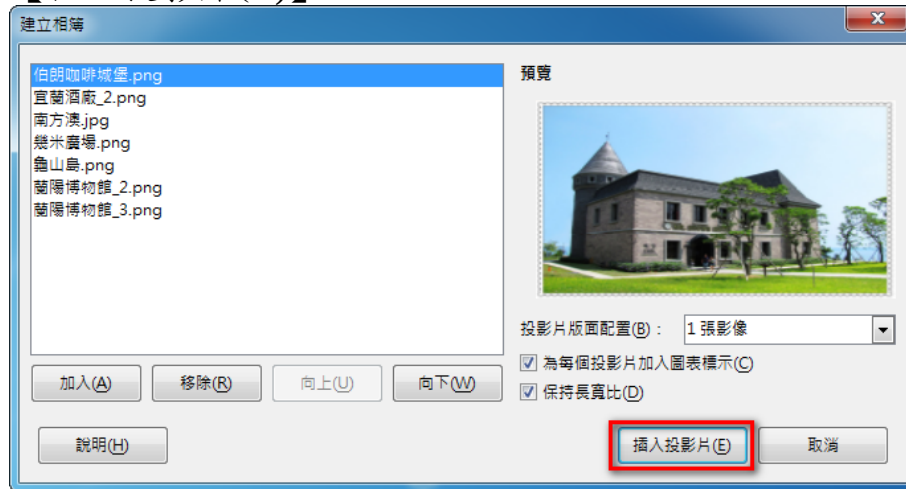 建立相簿
伯朗咖啡城堡.png
宜蘭酒廠_2.png
南方澳.jpg
幾米廣場.png
龜山島.png
蘭陽博物館_2.png
蘭陽博物館_3.png
預覽
投影片版面配置(B)： 1 張影像
為每個投影片加入圖表標示(C)
保持長寬比(D)
加入(A) 移除(R) 向上(U) 向下(W)
說明(H) 插入投影片(E) 取消